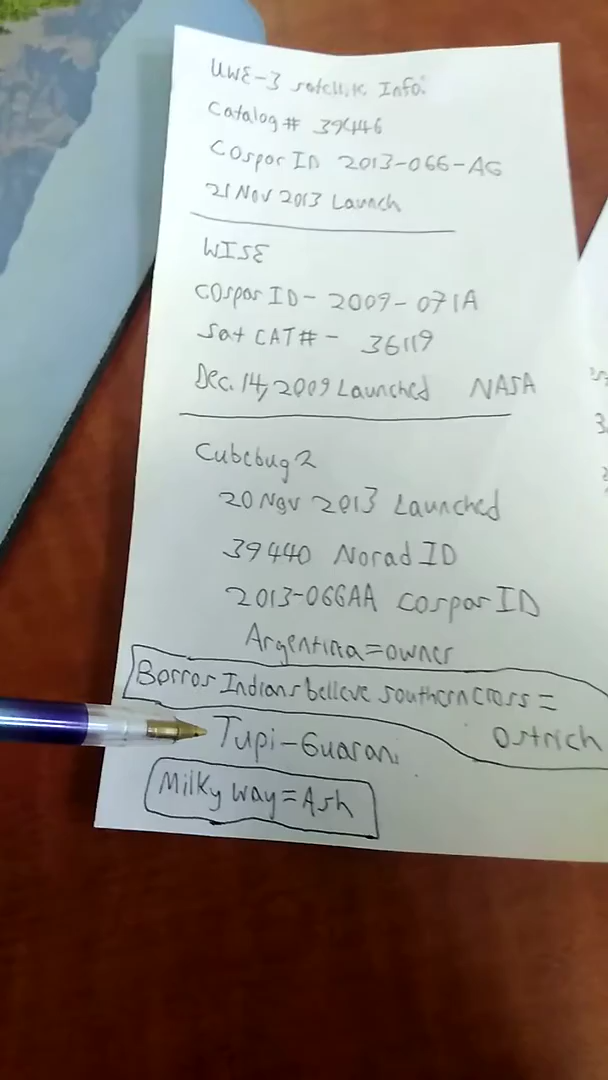 UWE-3 satellite Info:
Catalog # 39446
COspar ID 2013-066-AG
21 Nov 2013 Launch
WISE
COspar ID - 2009-071A
Sat CAT # - 36119
Dec. 14, 2009 Launched NASA
Cubebug 2
20 Nov 2013 Launched
39440 Norad ID
2013-066AA COspar ID
Argentina = owner
Borros Indians believe southern cross =
Ostrich
Tupi-Guarani
Milky way = Ash